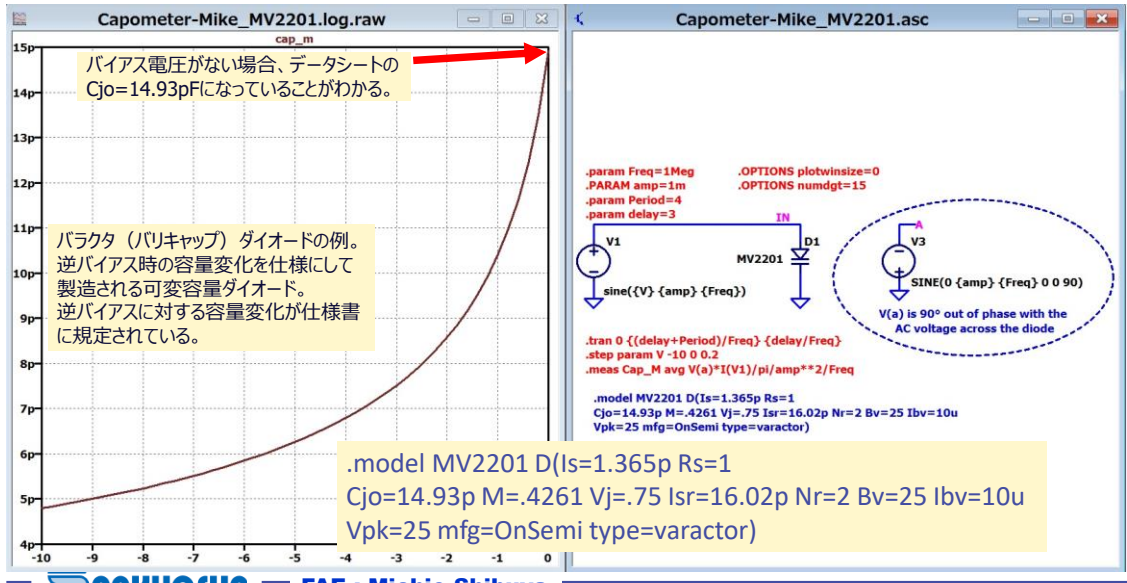 Capometer-Mike_MV2201.log.raw
cap_m
15p
14p
13p
12p
11p
10p
9p
8p
7p
6p
5p
4p
-10 -9 -8 -7 -6 -5 -4 -3 -2 -1 0
バイアス電圧がない場合、データシートの
Cjo=14.93pFになっていることがわかる。
バラクタ（バリキャップ）ダイオードの例。
逆バイアス時の容量変化を仕様にして
製造される可変容量ダイオード。
逆バイアスに対する容量変化が仕様書
に規定されている。
Capometer-Mike_MV2201.asc
.param Freq=1Meg
.PARAM amp=1m
.param Period=4
.param delay=3
.OPTIONS plotwinsize=0
.OPTIONS numdgt=15
IN
V1
sine({V} {amp} {Freq})
D1
MV2201
A
V3
SINE(0 {amp} {Freq} 0 0 90)
V(a) is 90° out of phase with the
AC voltage across the diode
.tran 0 {(delay+Period)/Freq} {delay/Freq}
.step param V -10 0 0.2
.meas Cap_M avg V(a)*I(V1)/pi/amp**2/Freq
.model MV2201 D(Is=1.365p Rs=1
Cjo=14.93p M=.4261 Vj=.75 Isr=16.02p Nr=2 Bv=25 Ibv=10u
Vpk=25 mfg=OnSemi type=varactor)
.model MV2201 D(Is=1.365p Rs=1
Cjo=14.93p M=.4261 Vj=.75 Isr=16.02p Nr=2 Bv=25 Ibv=10u
Vpk=25 mfg=OnSemi type=varactor)